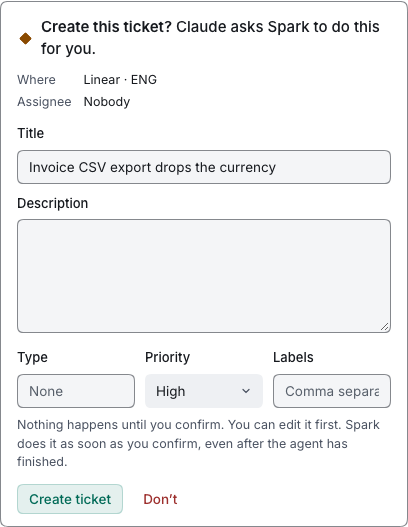 Create this ticket? Claude asks Spark to do this
for you.
Where Linear · ENG
Assignee Nobody
Title
Invoice CSV export drops the currency
Description
Type Priority Labels
None High Comma separa
Nothing happens until you confirm. You can edit it first. Spark
does it as soon as you confirm, even after the agent has
finished.
Create ticket Don’t